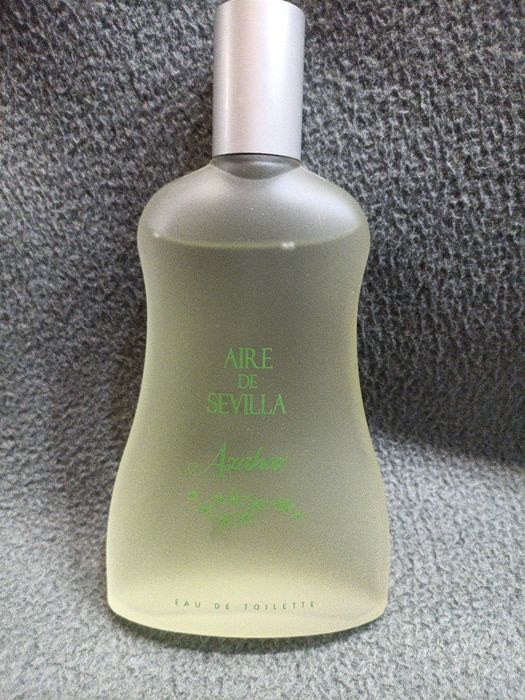 AIRE
DE
SEVILLA
Azahar
EAU DE TOILETTE